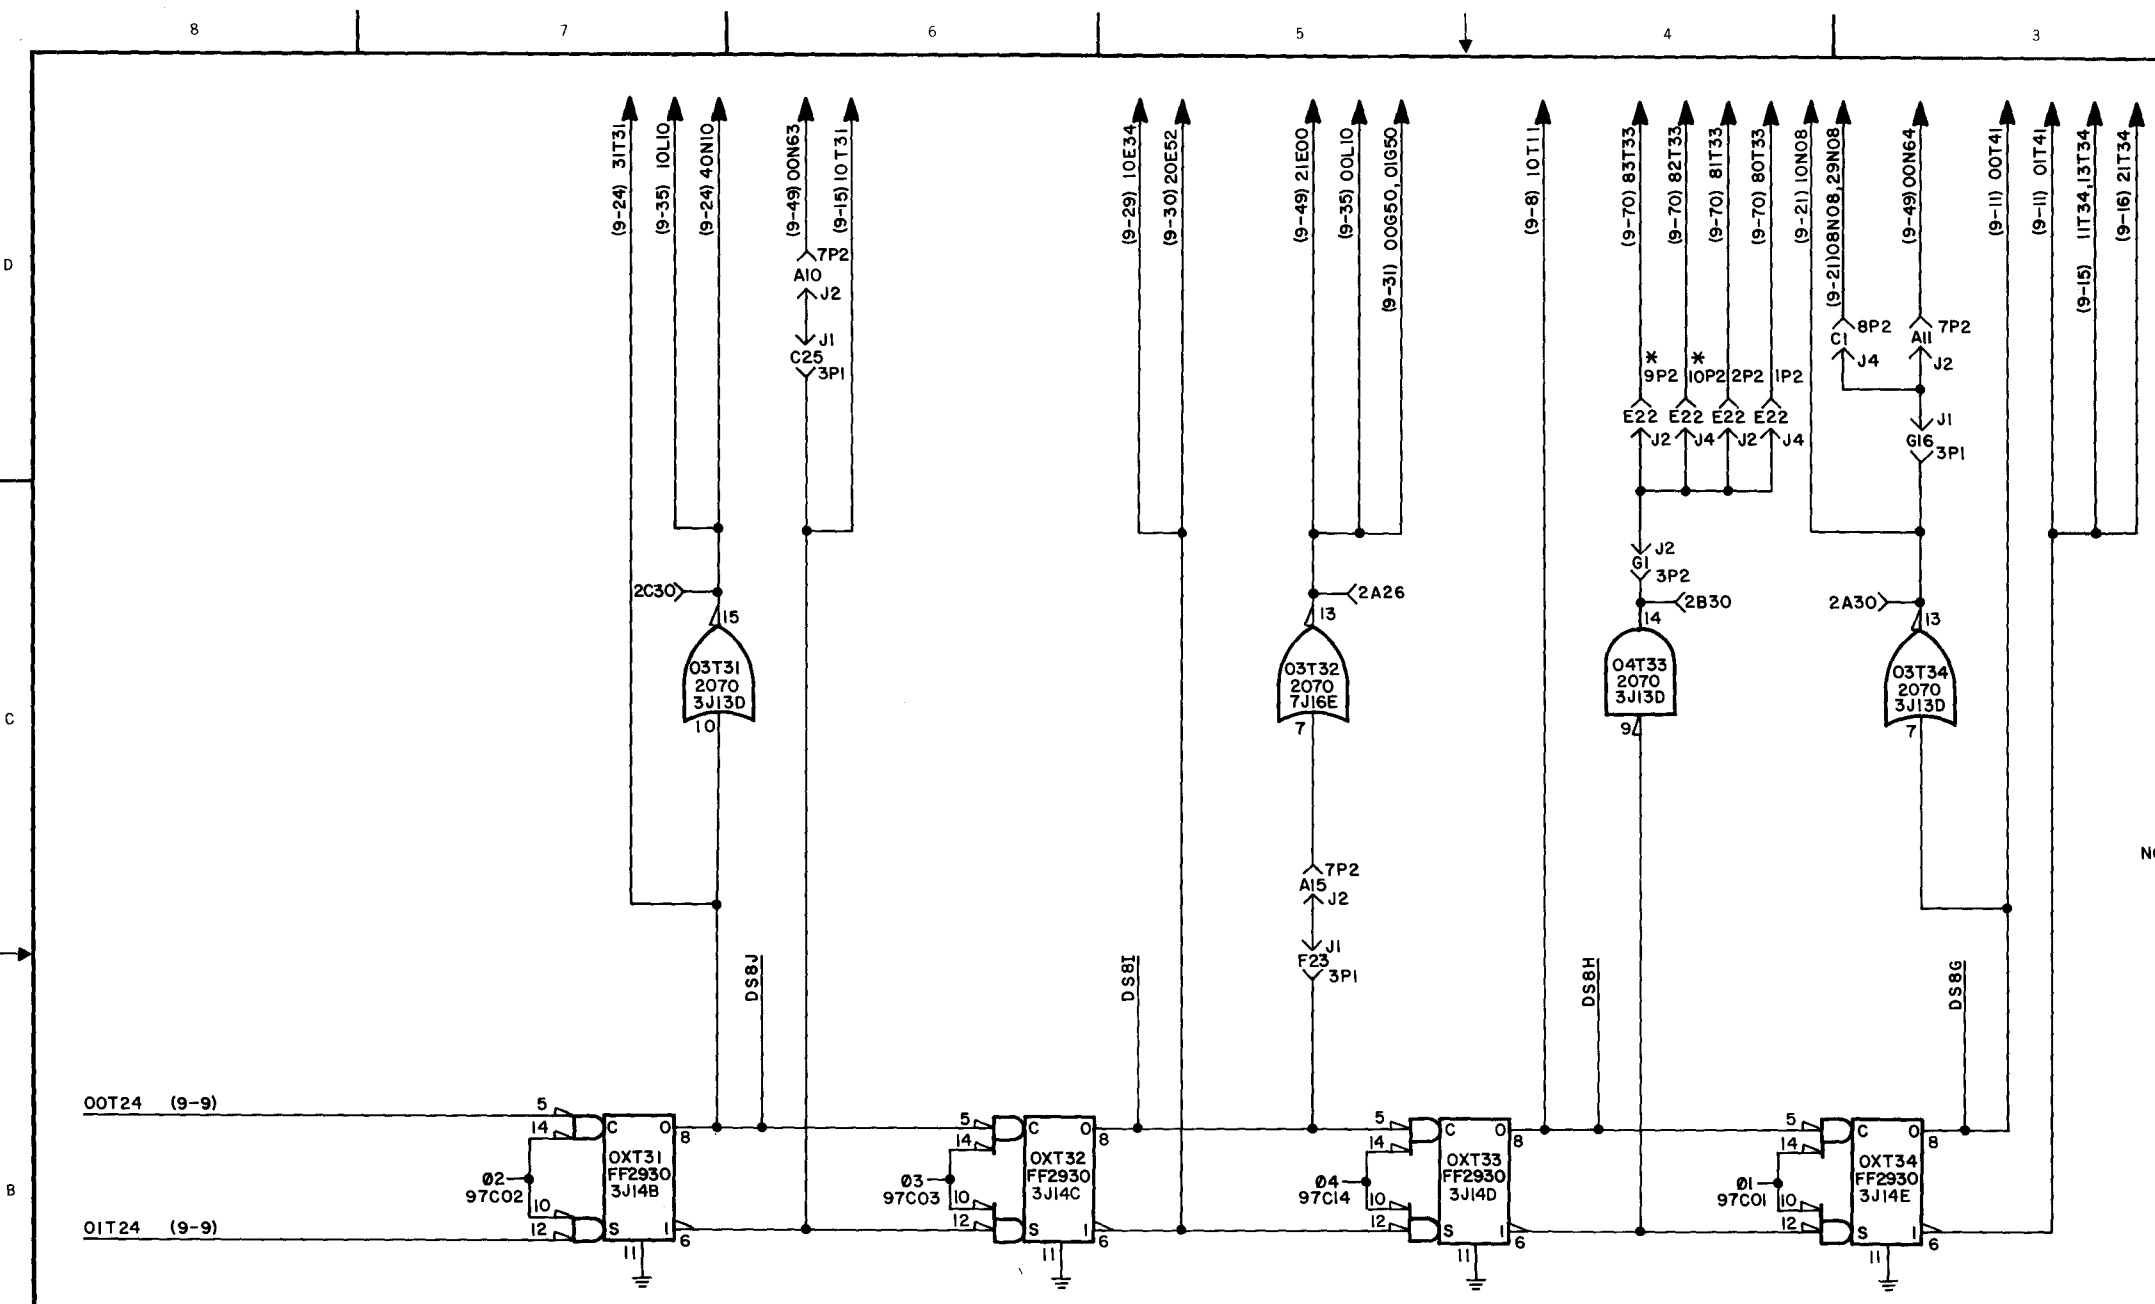 8 7 6 5 4 3
D
C
B
(9-24) 31T31
(9-35) 10L10
(9-24) 40N10
(9-49) 00N63
(9-15) 10T31
(9-29) 10E34
(9-30) 20E52
(9-49) 21E00
(9-35) 00L10
(9-31) 00G50, 01G50
(9-8) 10T11
(9-70) 83T33
(9-70) 82T33
(9-70) 81T33
(9-70) 80T33
(9-21) 10N08
(9-21) 08N08, 29N08
(9-49) 00N64
(9-11) 00T41
(9-11) 01T41
(9-15) 11T34, 13T34
(9-16) 21T34
7P2
A10
J2
J1
C25
3P1
* *
9P2 10P2 2P2 1P2
E22 E22 E22 E22
J2 J4 J2 J4
8P2
C1
J4
7P2
A11
J2
J1
G16
3P1
J2
G1
3P2
2C30
15
03T31
2070
3J13D
10
2A26
13
03T32
2070
7J16E
7
2B30
14
04T33
2070
3J13D
9
2A30
13
03T34
2070
3J13D
7
7P2
A15
J2
J1
F23
3P1
DS8J
DS8I
DS8H
DS8G
00T24 (9-9)
01T24 (9-9)
5
14
C 0
8
0XT31
FF2930
3J14B
Ø2
97C02
10
12
S 1
6
11
5
14
C 0
8
0XT32
FF2930
3J14C
Ø3
97C03
10
12
S 1
6
11
5
14
C 0
8
0XT33
FF2930
3J14D
Ø4
97C14
10
12
S 1
6
11
5
14
C 0
8
0XT34
FF2930
3J14E
Ø1
97C01
10
12
S 1
6
11